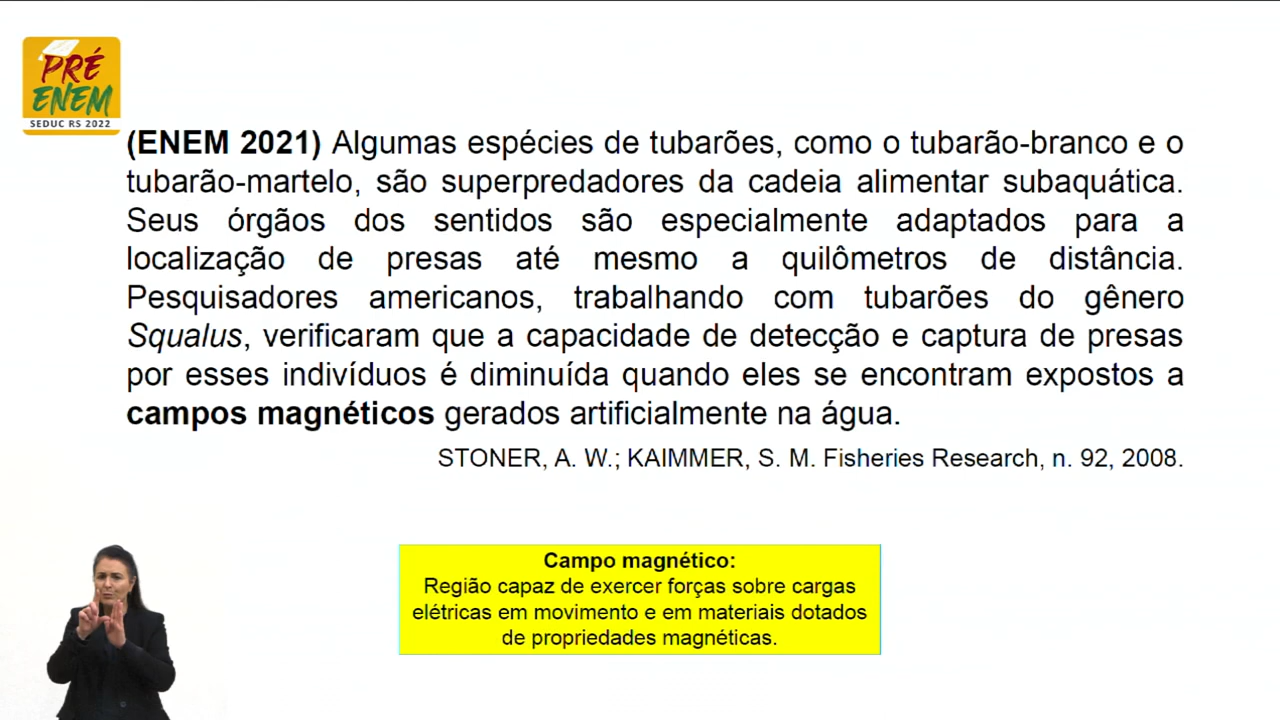 PRÉ
ENEM
SEDUC RS 2022
(ENEM 2021) Algumas espécies de tubarões, como o tubarão-branco e o
tubarão-martelo, são superpredadores da cadeia alimentar subaquática.
Seus órgãos dos sentidos são especialmente adaptados para a
localização de presas até mesmo a quilômetros de distância.
Pesquisadores americanos, trabalhando com tubarões do gênero
Squalus, verificaram que a capacidade de detecção e captura de presas
por esses indivíduos é diminuída quando eles se encontram expostos a
campos magnéticos gerados artificialmente na água.
STONER, A. W.; KAIMMER, S. M. Fisheries Research, n. 92, 2008.
Campo magnético:
Região capaz de exercer forças sobre cargas
elétricas em movimento e em materiais dotados
de propriedades magnéticas.